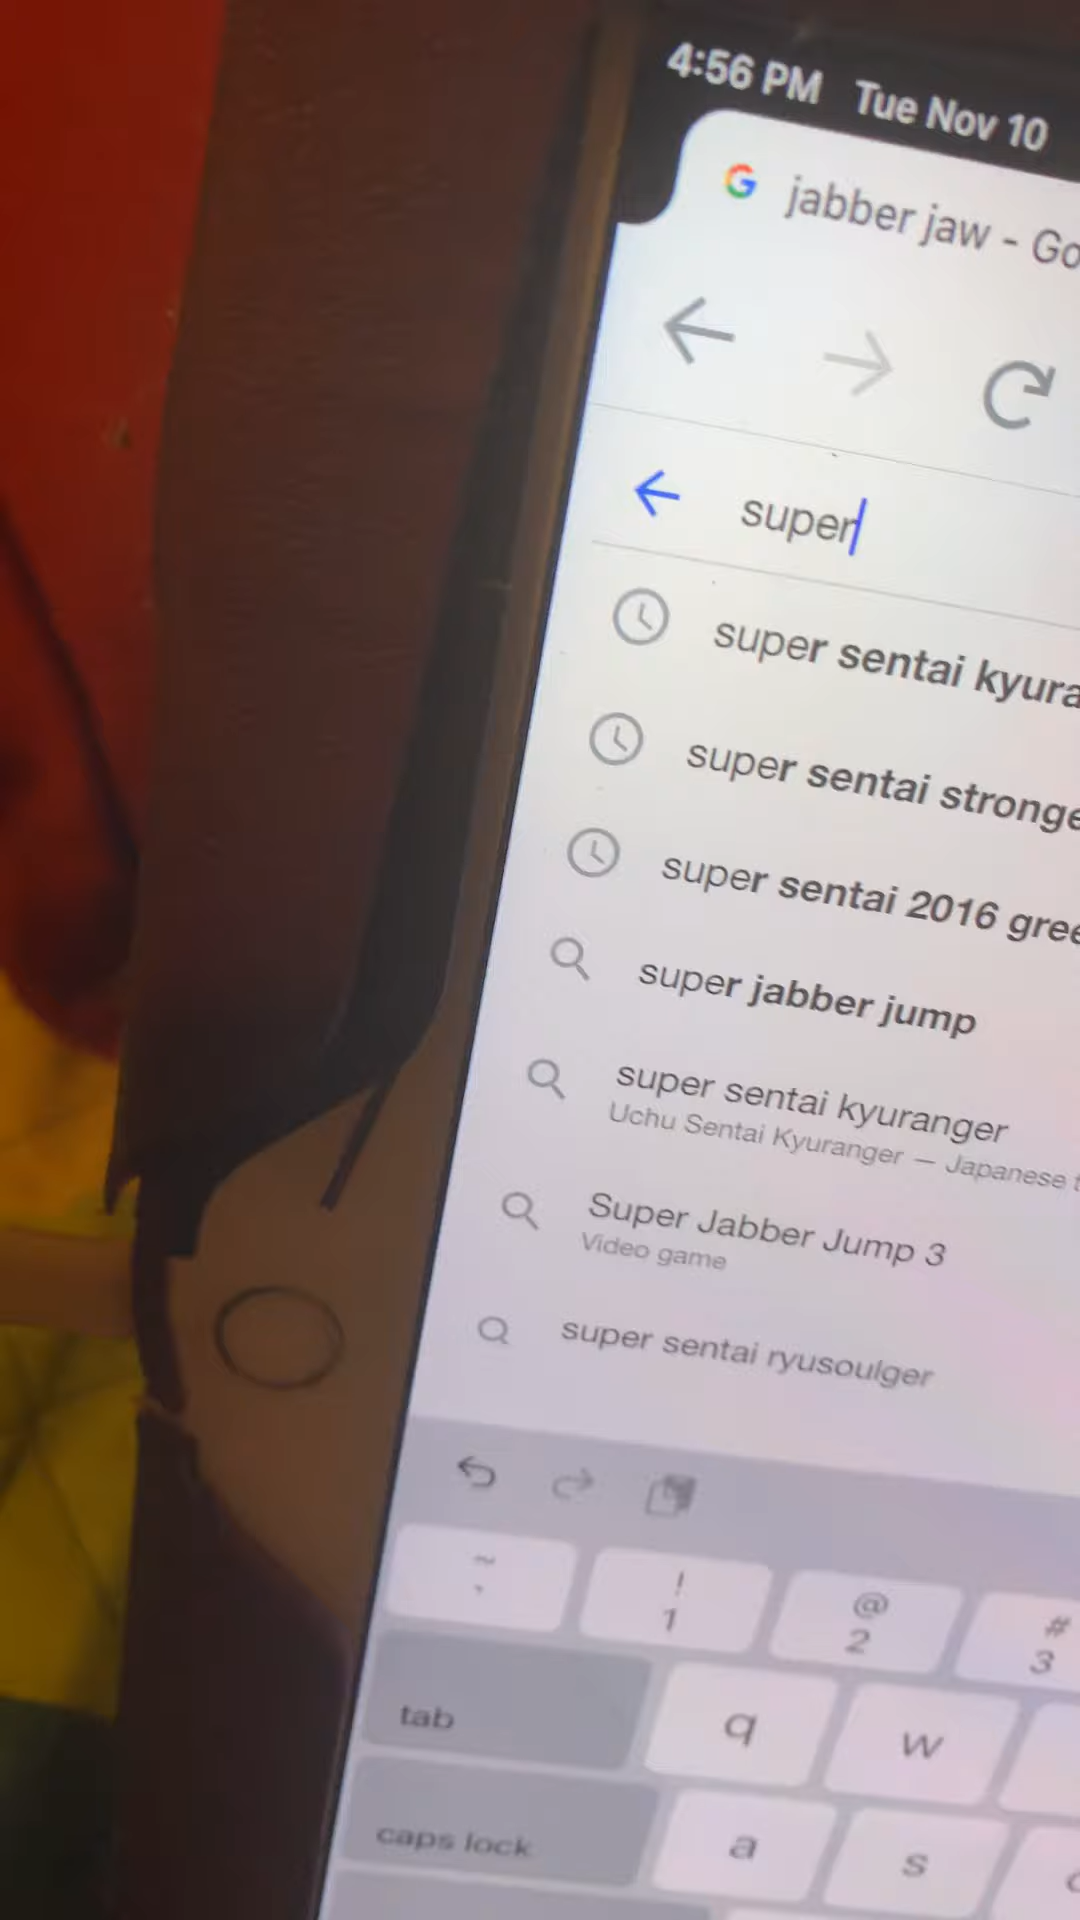 4:56 PM Tue Nov 10
jabber jaw - Go
super
super sentai kyura
super sentai stronge
super sentai 2016 gree
super jabber jump
super sentai kyuranger
Uchu Sentai Kyuranger — Japanese t
Super Jabber Jump 3
Video game
super sentai ryusoulger
~ ! @ #
` 1 2 3
tab q w
caps lock a s